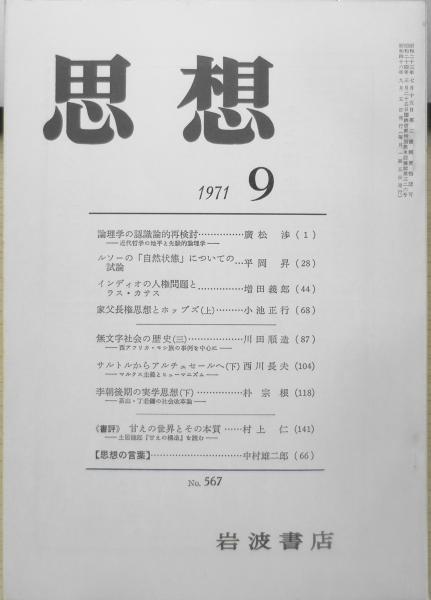 思想
1971 9
論理学の認識論的再検討……………廣松 渉 (1)
——近代哲学の地平と先験的論理学——
ルソーの「自然状態」についての
試論 …平岡 昇 (28)
インディオの人権問題と
ラス・カサス ………増田義郎 (44)
家父長権思想とホッブズ(上)………小池正行 (68)
無文字社会の歴史(三)……………川田順造 (87)
——西アフリカ・モシ族の事例を中心に——
サルトルからアルチュセールへ(下) 西川長夫 (104)
——マルクス主義とヒューマニズム——
李朝後期の実学思想(下)……………朴 宗根 (118)
——茶山・丁若鏞の社会改革論——
《書評》 甘えの世界とその本質……村上 仁 (141)
——土居健郎『甘えの構造』を読む——
【思想の言葉】………………………中村雄二郎 (66)
No. 567
岩波書店